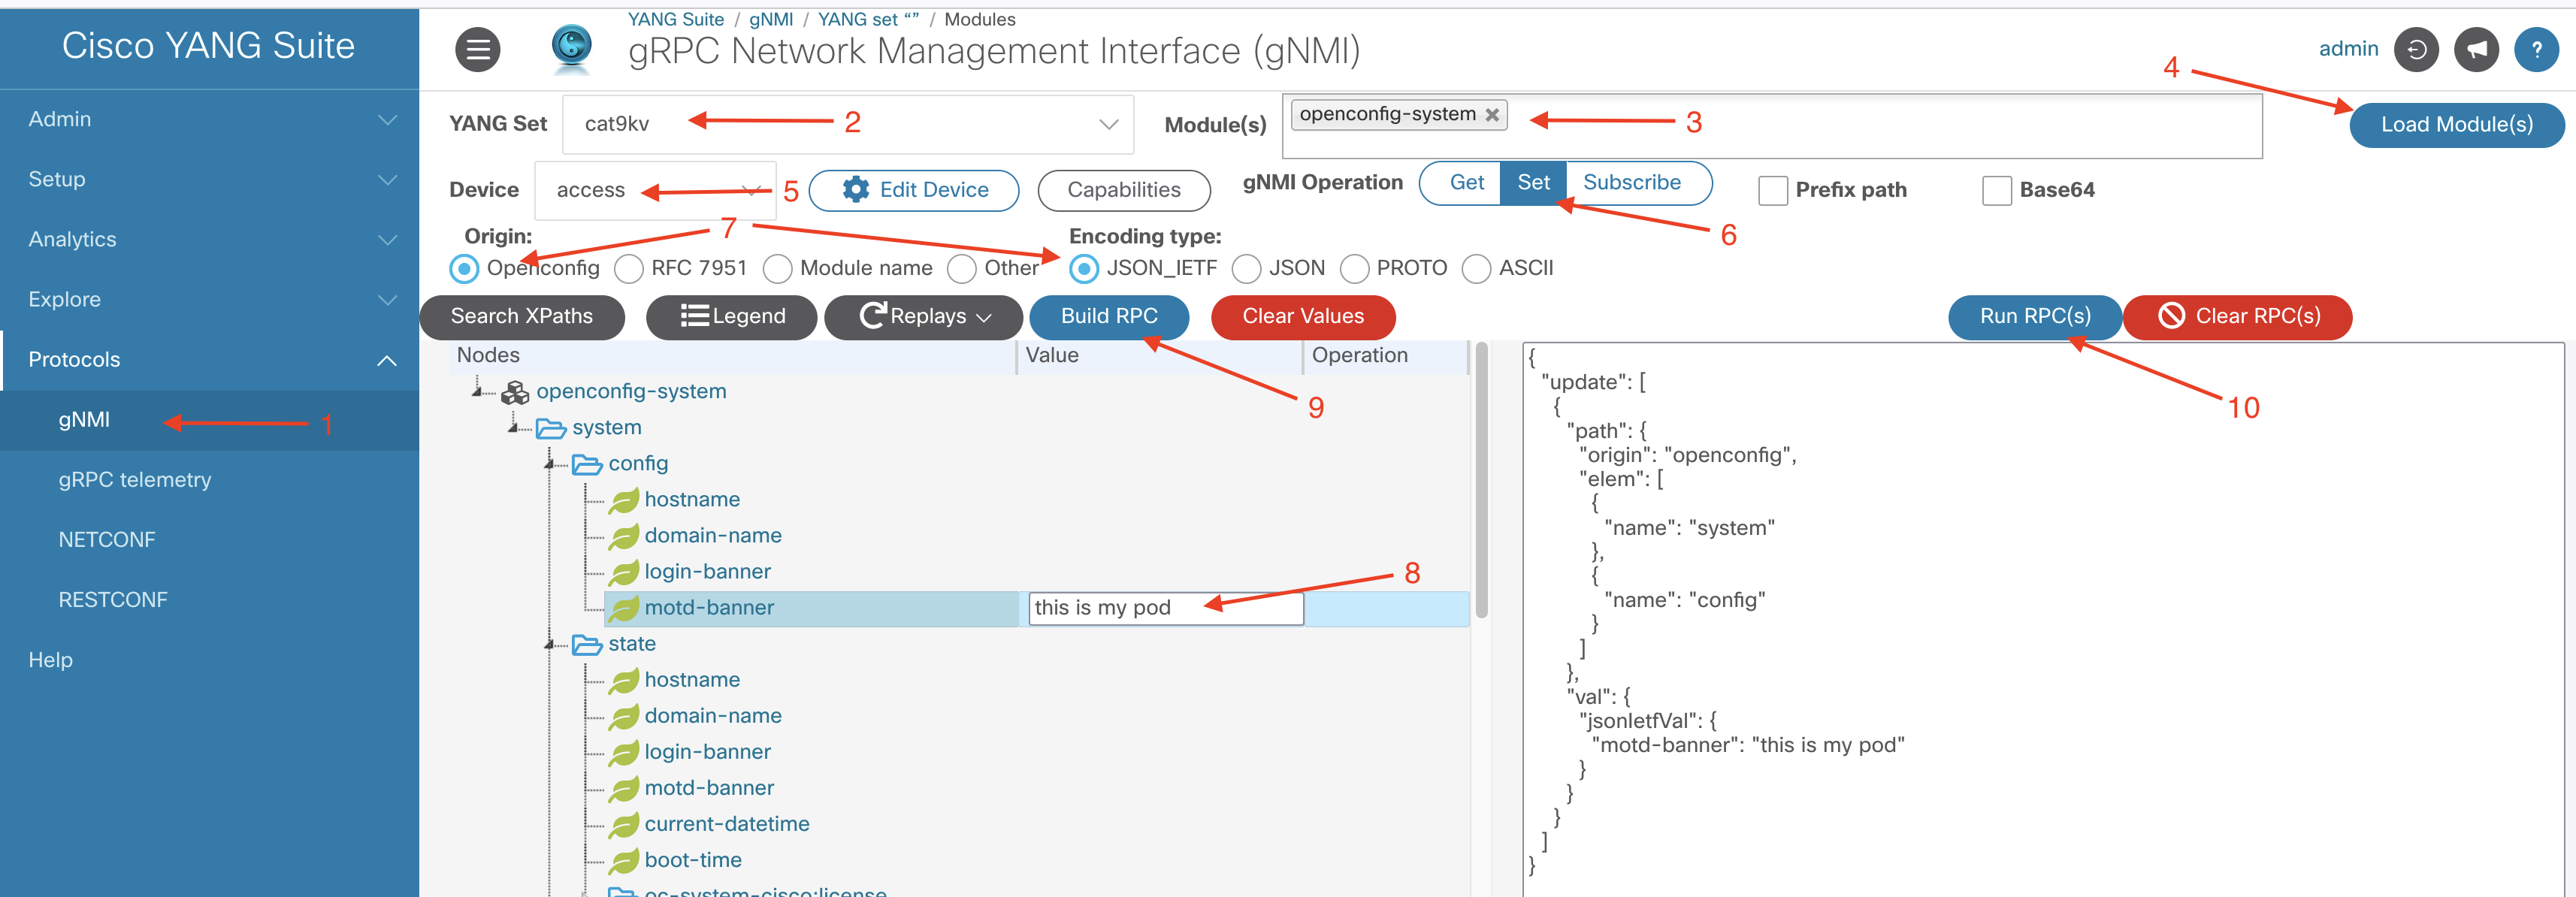 Cisco YANG Suite
Admin
Setup
Analytics
Explore
Protocols
gNMI
1
gRPC telemetry
NETCONF
RESTCONF
Help
YANG Suite / gNMI / YANG set “” / Modules
gRPC Network Management Interface (gNMI)
admin
?
4
YANG Set
cat9kv
2
Module(s)
openconfig-system
3
Load Module(s)
Device
access
5
Edit Device
Capabilities
gNMI Operation
Get
Set
Subscribe
Prefix path
Base64
6
7
Origin:
Openconfig
RFC 7951
Module name
Other
Encoding type:
JSON_IETF
JSON
PROTO
ASCII
Search XPaths
Legend
Replays
Build RPC
Clear Values
Run RPC(s)
Clear RPC(s)
9
10
Nodes
Value
Operation
openconfig-system
system
config
hostname
domain-name
login-banner
8
motd-banner
this is my pod
state
hostname
domain-name
login-banner
motd-banner
current-datetime
boot-time
oc-system-cisco:license
{
"update": [
{
"path": {
"origin": "openconfig",
"elem": [
{
"name": "system"
},
{
"name": "config"
}
]
},
"val": {
"jsonIetfVal": {
"motd-banner": "this is my pod"
}
}
}
]
}